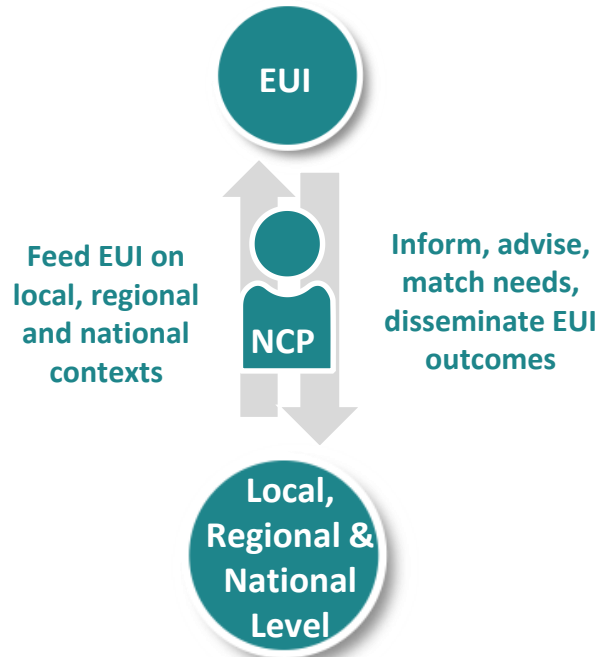 EUI
Feed EUI on
local, regional
and national
contexts
NCP
Inform, advise,
match needs,
disseminate EUI
outcomes
Local,
Regional &
National
Level